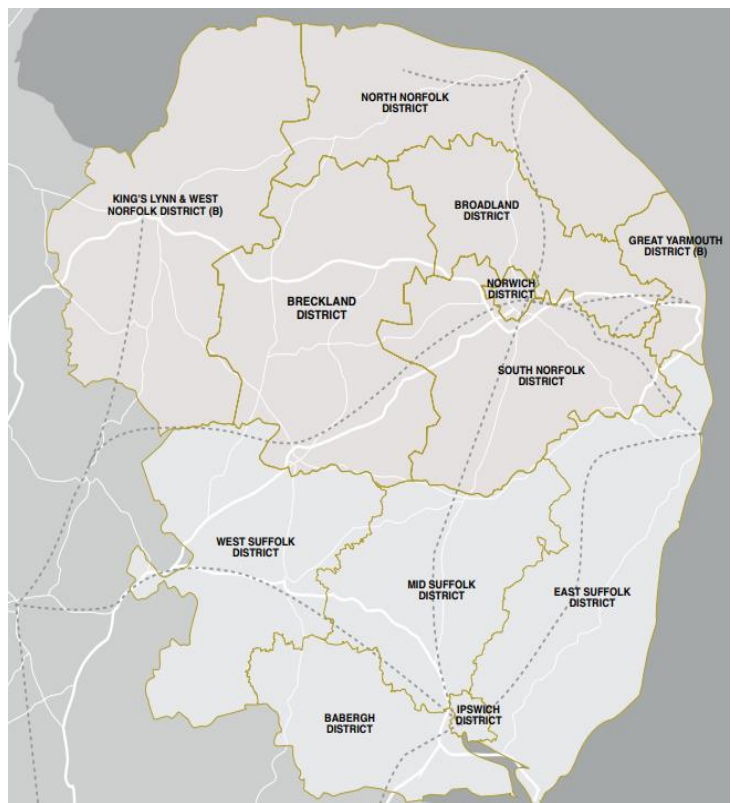 NORTH NORFOLK
DISTRICT
KING'S LYNN & WEST
NORFOLK DISTRICT (B)
BROADLAND
DISTRICT
GREAT YARMOUTH
DISTRICT (B)
NORWICH
DISTRICT
BRECKLAND
DISTRICT
SOUTH NORFOLK
DISTRICT
WEST SUFFOLK
DISTRICT
MID SUFFOLK
DISTRICT
EAST SUFFOLK
DISTRICT
BABERGH
DISTRICT
IPSWICH
DISTRICT